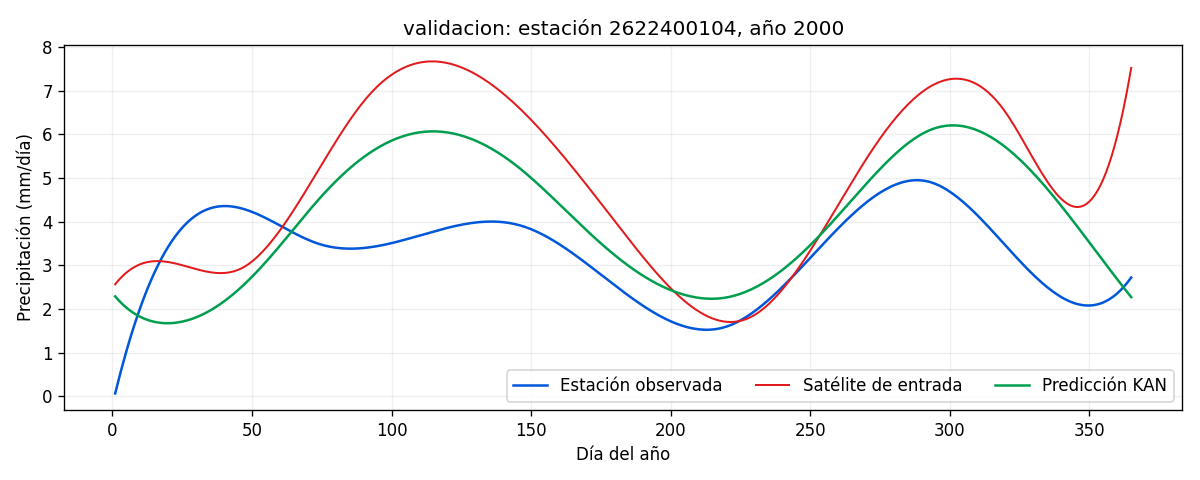 validacion: estación 2622400104, año 2000
Precipitación (mm/día)
8
7
6
5
4
3
2
1
0
Estación observada
Satélite de entrada
Predicción KAN
0 50 100 150 200 250 300 350
Día del año